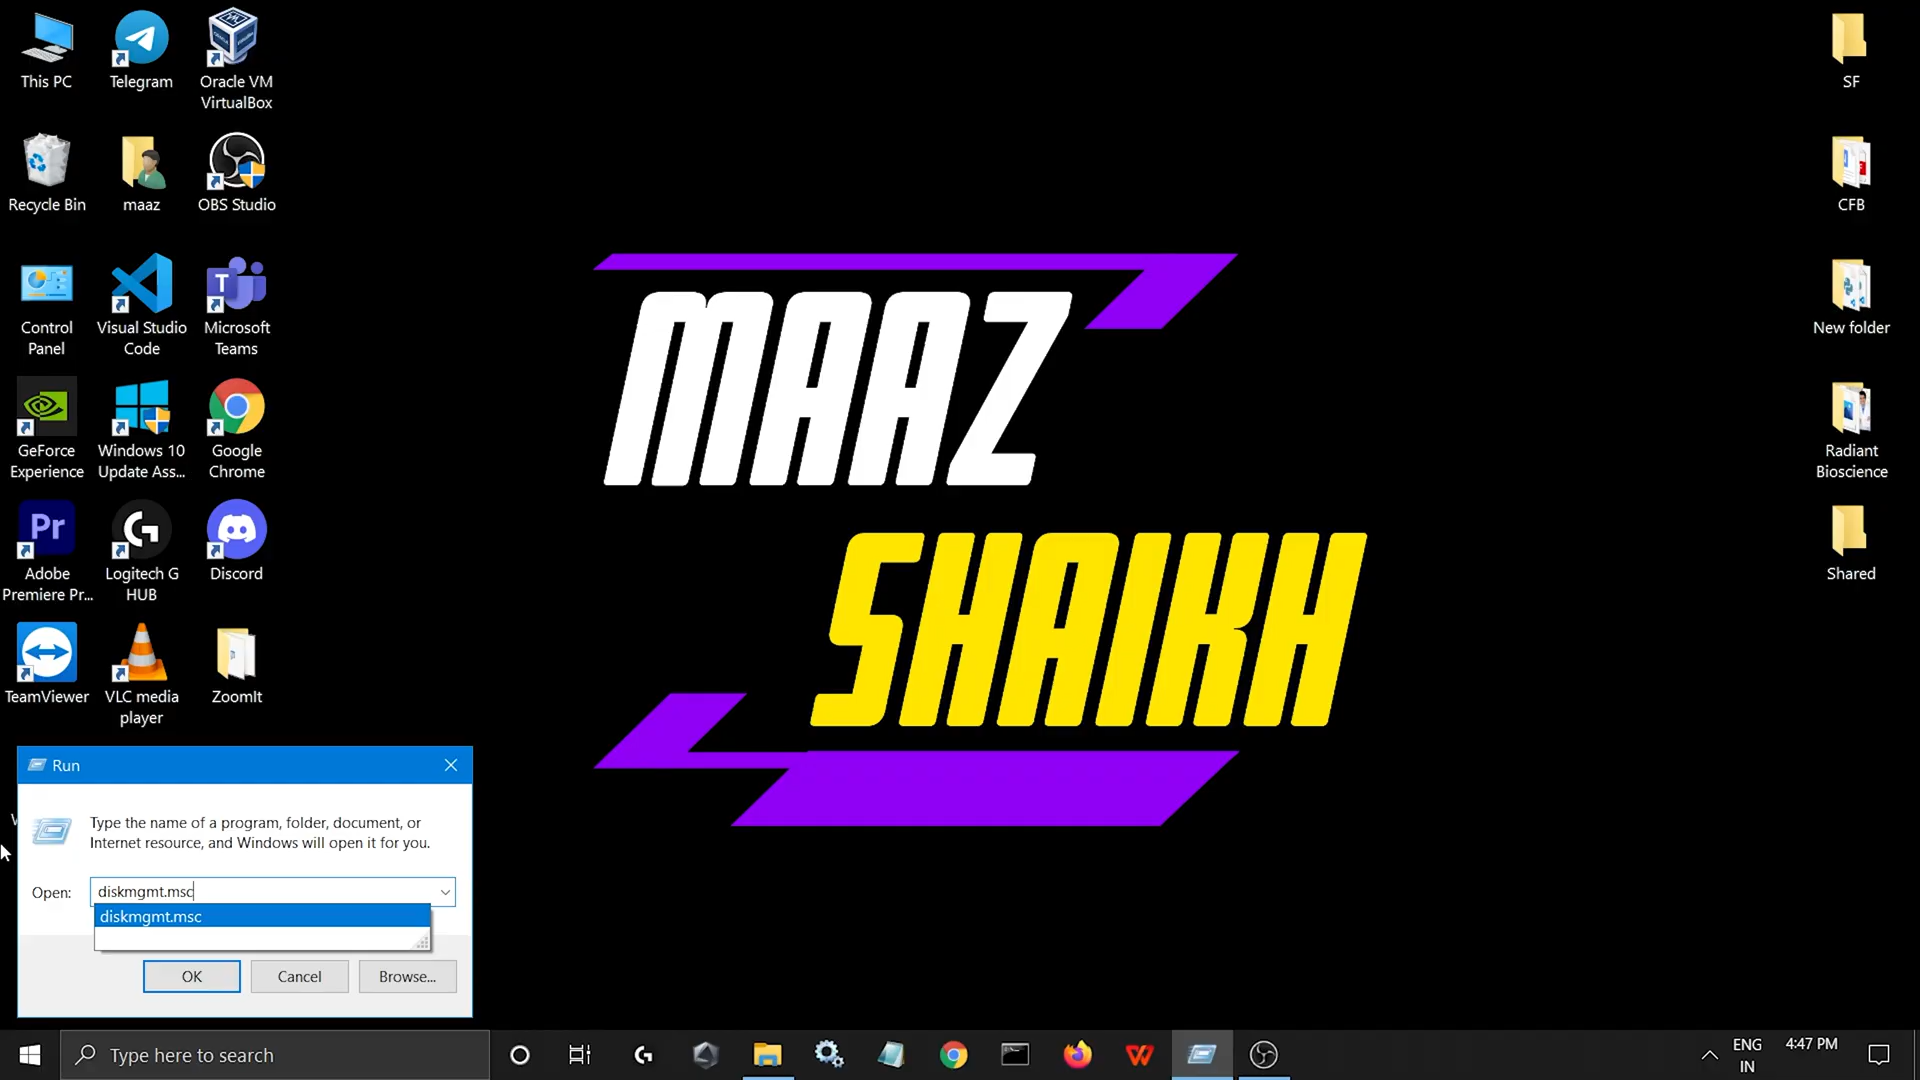 This PC
Telegram
Oracle VM
VirtualBox
Recycle Bin
maaz
OBS Studio
Control
Panel
Visual Studio
Code
Microsoft
Teams
GeForce
Experience
Windows 10
Update Ass...
Google
Chrome
Pr
Adobe
Premiere Pr...
Logitech G
HUB
Discord
TeamViewer
VLC media
player
ZoomIt
SF
CFB
New folder
Radiant
Bioscience
Shared
MAAZ
SHAIKH
Run
Type the name of a program, folder, document, or
Internet resource, and Windows will open it for you.
Open:
diskmgmt.msc
diskmgmt.msc
OK
Cancel
Browse...
Type here to search
ENG
IN
4:47 PM